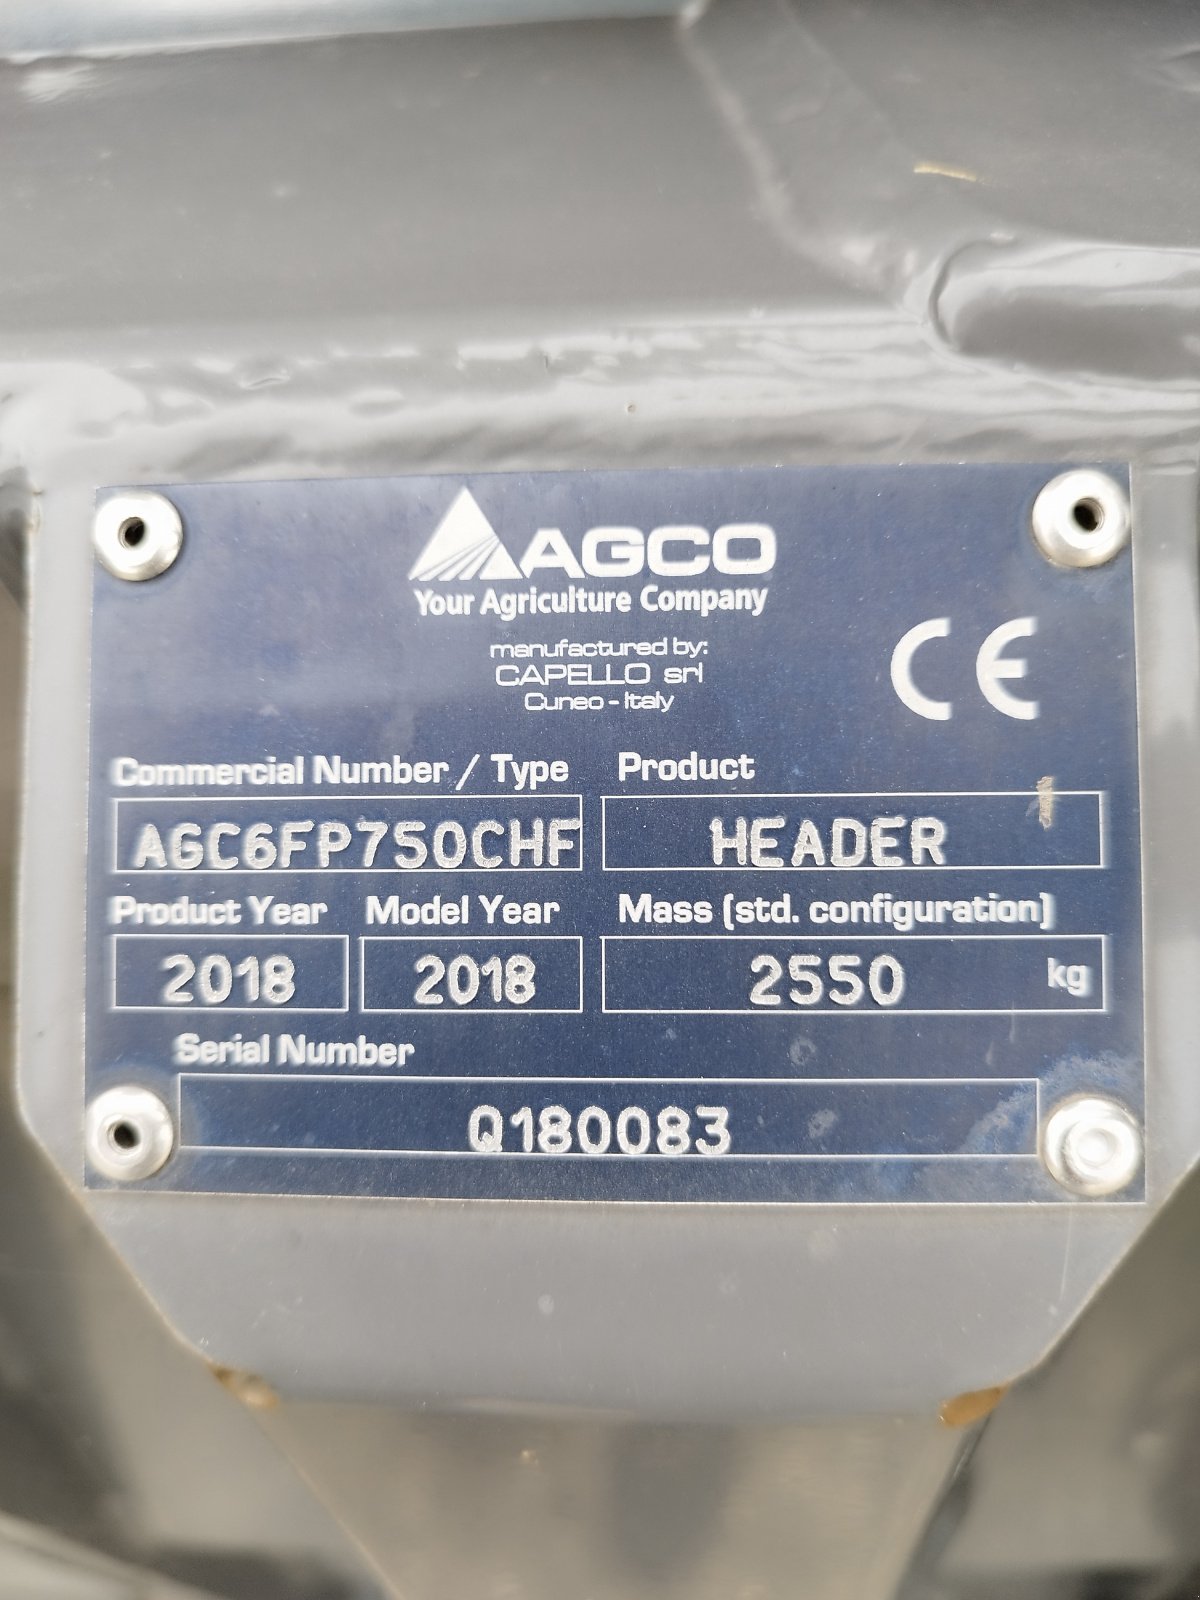 AGCO
Your Agriculture Company
manufactured by:
CAPELLO srl
Cuneo - Italy
CE
Commercial Number / Type Product
AGC6FP750CHF HEADER
Product Year Model Year Mass (std. configuration)
2018 2018 2550 kg
Serial Number
Q180083